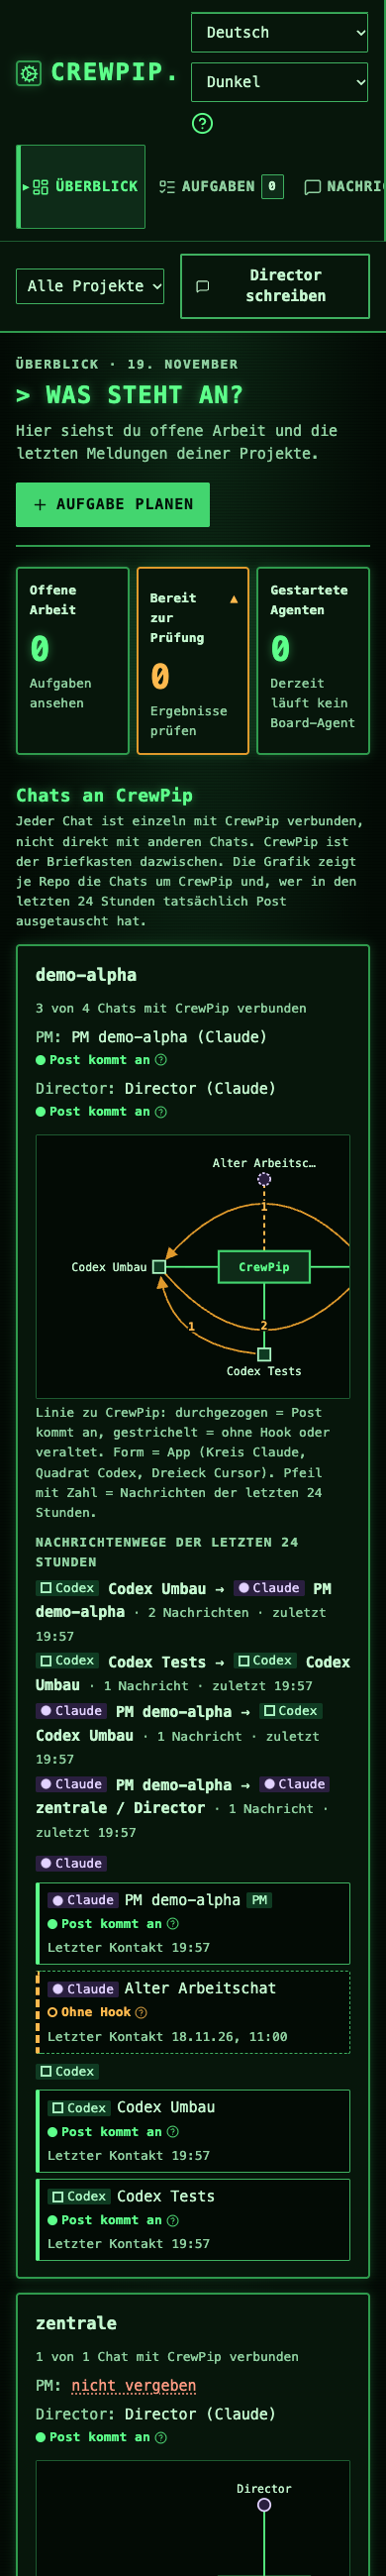 CREWPIP.
Deutsch
Dunkel
ÜBERBLICK
AUFGABEN 0
Alle Projekte
Director
schreiben
ÜBERBLICK · 19. NOVEMBER
> WAS STEHT AN?
Hier siehst du offene Arbeit und die
letzten Meldungen deiner Projekte.
+ AUFGABE PLANEN
Offene
Arbeit
0
Aufgaben
ansehen
Bereit
zur
Prüfung
▲
0
Ergebnisse
prüfen
Gestartete
Agenten
0
Derzeit
läuft kein
Board-Agent
Chats an CrewPip
Jeder Chat ist einzeln mit CrewPip verbunden,
nicht direkt mit anderen Chats. CrewPip ist
der Briefkasten dazwischen. Die Grafik zeigt
je Repo die Chats um CrewPip und, wer in den
letzten 24 Stunden tatsächlich Post
ausgetauscht hat.
demo-alpha
3 von 4 Chats mit CrewPip verbunden
PM: PM demo-alpha (Claude)
Post kommt an ?
Director: Director (Claude)
Post kommt an ?
Alter Arbeitsc…
1
Codex Umbau
CrewPip
1
2
Codex Tests
Linie zu CrewPip: durchgezogen = Post
kommt an, gestrichelt = ohne Hook oder
veraltet. Form = App (Kreis Claude,
Quadrat Codex, Dreieck Cursor). Pfeil
mit Zahl = Nachrichten der letzten 24
Stunden.
NACHRICHTENWEGE DER LETZTEN 24
STUNDEN
Codex Codex Umbau → Claude PM
demo-alpha · 2 Nachrichten · zuletzt
19:57
Codex Codex Tests → Codex Codex
Umbau · 1 Nachricht · zuletzt 19:57
Claude PM demo-alpha → Codex
Codex Umbau · 1 Nachricht · zuletzt
19:57
Claude PM demo-alpha → Claude
zentrale / Director · 1 Nachricht ·
zuletzt 19:57
Claude
Claude PM demo-alpha PM
Post kommt an ?
Letzter Kontakt 19:57
Claude Alter Arbeitschat
Ohne Hook ?
Letzter Kontakt 18.11.26, 11:00
Codex
Codex Codex Umbau
Post kommt an ?
Letzter Kontakt 19:57
Codex Codex Tests
Post kommt an ?
Letzter Kontakt 19:57
zentrale
1 von 1 Chat mit CrewPip verbunden
PM: nicht vergeben
Director: Director (Claude)
Post kommt an ?
Director